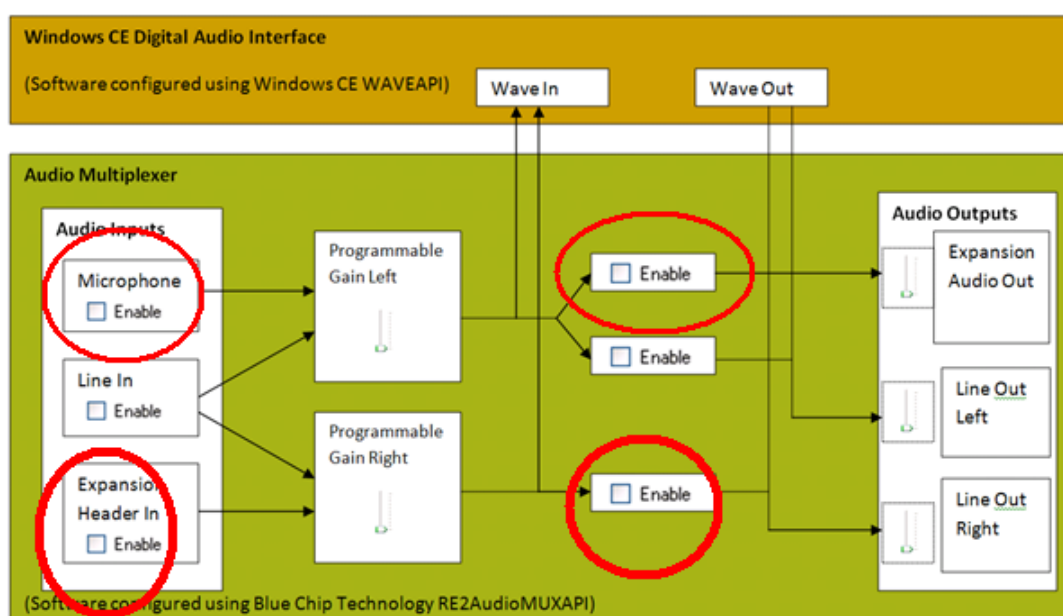 Windows CE Digital Audio Interface
(Software configured using Windows CE WAVEAPI)
Wave In
Wave Out
Audio Multiplexer
Audio Inputs
Microphone
Enable
Line In
Enable
Expansion
Header In
Enable
Programmable
Gain Left
Programmable
Gain Right
Enable
Enable
Enable
Audio Outputs
Expansion
Audio Out
Line Out
Left
Line Out
Right
(Software configured using Blue Chip Technology RE2AudioMUXAPI)